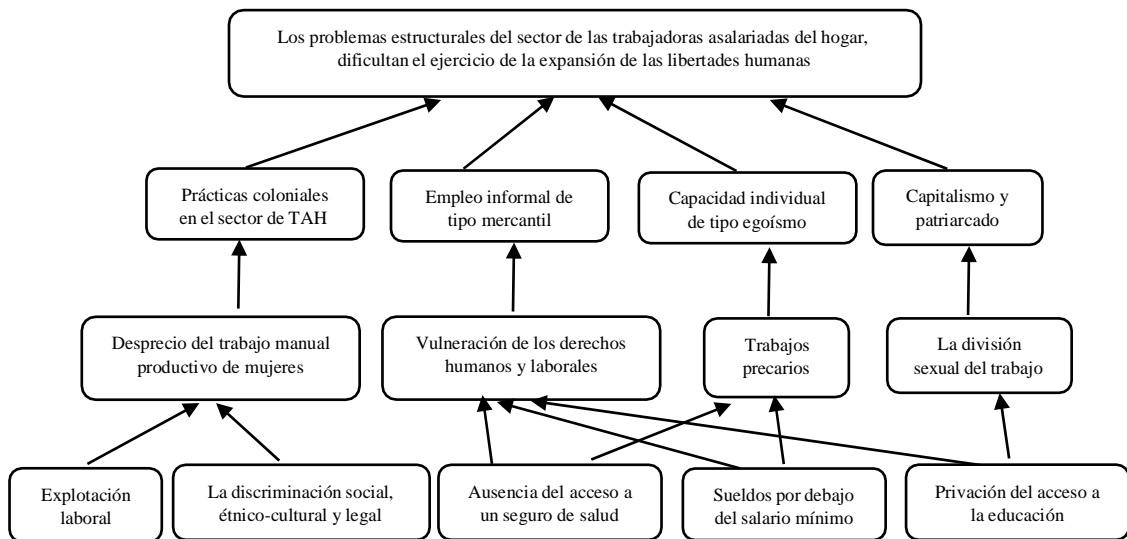 Los problemas estructurales del sector de las trabajadoras asalariadas del hogar,
dificultan el ejercicio de la expansión de las libertades humanas
Prácticas coloniales
en el sector de TAH
Empleo informal de
tipo mercantil
Capacidad individual
de tipo egoísmo
Capitalismo y
patriarcado
Desprecio del trabajo manual
productivo de mujeres
Vulneración de los derechos
humanos y laborales
Trabajos
precarios
La división
sexual del trabajo
Explotación
laboral
La discriminación social,
étnico-cultural y legal
Ausencia del acceso a
un seguro de salud
Sueldos por debajo
del salario mínimo
Privación del acceso a
la educación